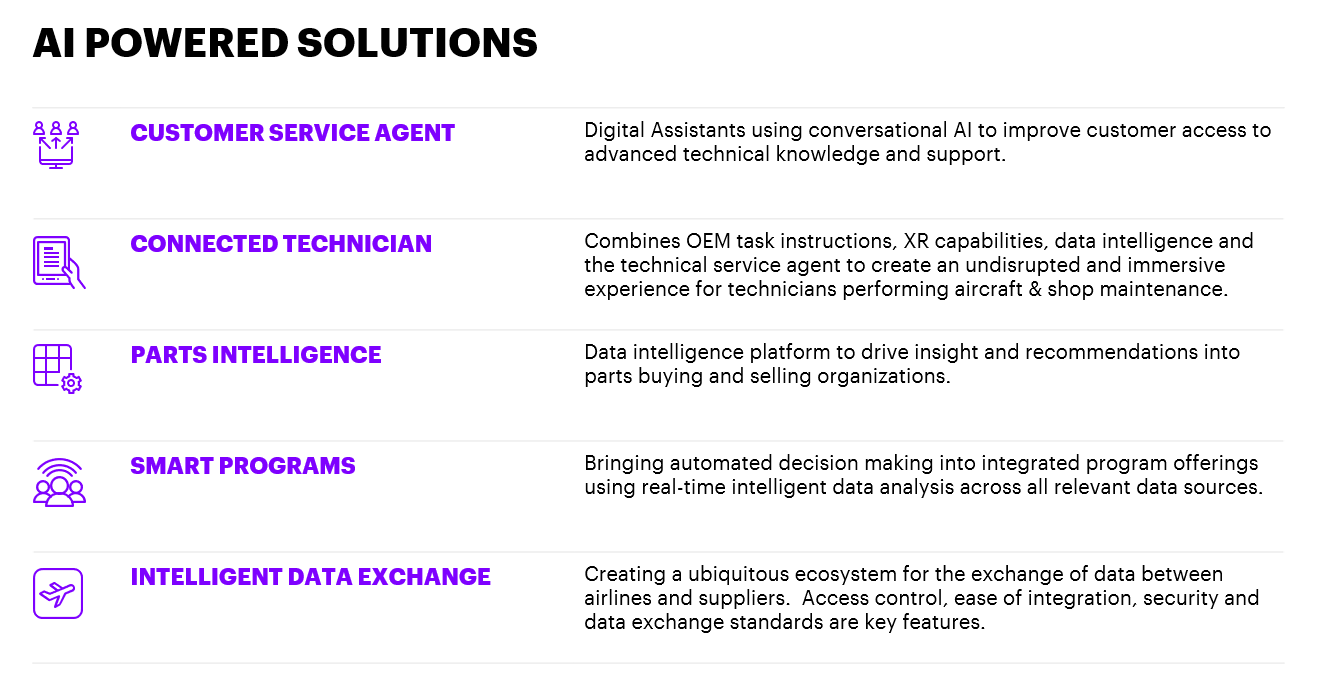 AI POWERED SOLUTIONS
CUSTOMER SERVICE AGENT
Digital Assistants using conversational AI to improve customer access to
advanced technical knowledge and support.
CONNECTED TECHNICIAN
Combines OEM task instructions, XR capabilities, data intelligence and
the technical service agent to create an undisrupted and immersive
experience for technicians performing aircraft & shop maintenance.
PARTS INTELLIGENCE
Data intelligence platform to drive insight and recommendations into
parts buying and selling organizations.
SMART PROGRAMS
Bringing automated decision making into integrated program offerings
using real-time intelligent data analysis across all relevant data sources.
INTELLIGENT DATA EXCHANGE
Creating a ubiquitous ecosystem for the exchange of data between
airlines and suppliers.  Access control, ease of integration, security and
data exchange standards are key features.